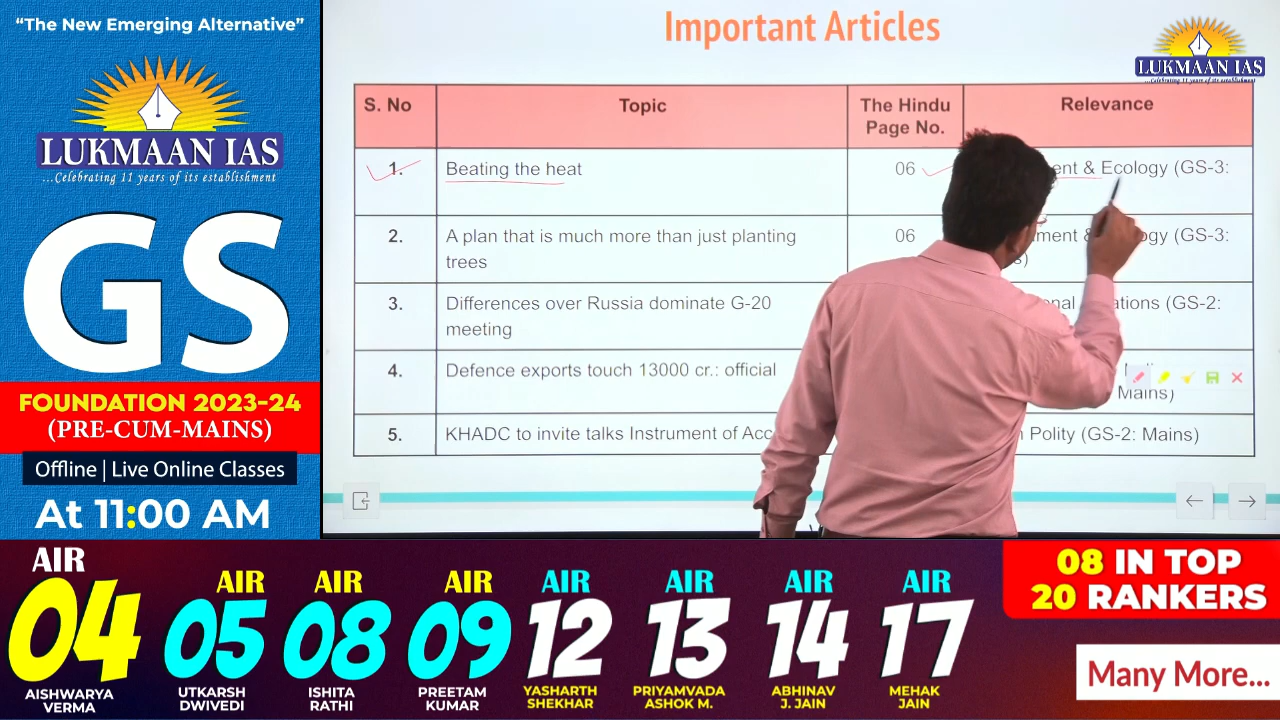 “The New Emerging Alternative”
LUKMAAN IAS
...Celebrating 11 years of its establishment
GS
FOUNDATION 2023-24
(PRE-CUM-MAINS)
Offline | Live Online Classes
At 11:00 AM
Important Articles
LUKMAAN IAS
...Celebrating 11 years of its establishment
S. No Topic The Hindu Page No. Relevance
1. Beating the heat 06 & Ecology (GS-3:
2. A plan that is much more than just planting 06 (GS-3:
trees
3. Differences over Russia dominate G-20 (GS-2:
meeting
4. Defence exports touch 13000 cr.: official
Mains)
5. KHADC to invite talks Instrument of Polity (GS-2: Mains)
AIR 04 AISHWARYA VERMA
AIR 05 UTKARSH DWIVEDI
AIR 08 ISHITA RATHI
AIR 09 PREETAM KUMAR
AIR 12 YASHARTH SHEKHAR
AIR 13 PRIYAMVADA ASHOK M.
AIR 14 ABHINAV J. JAIN
AIR 17 MEHAK JAIN
08 IN TOP
20 RANKERS
Many More...